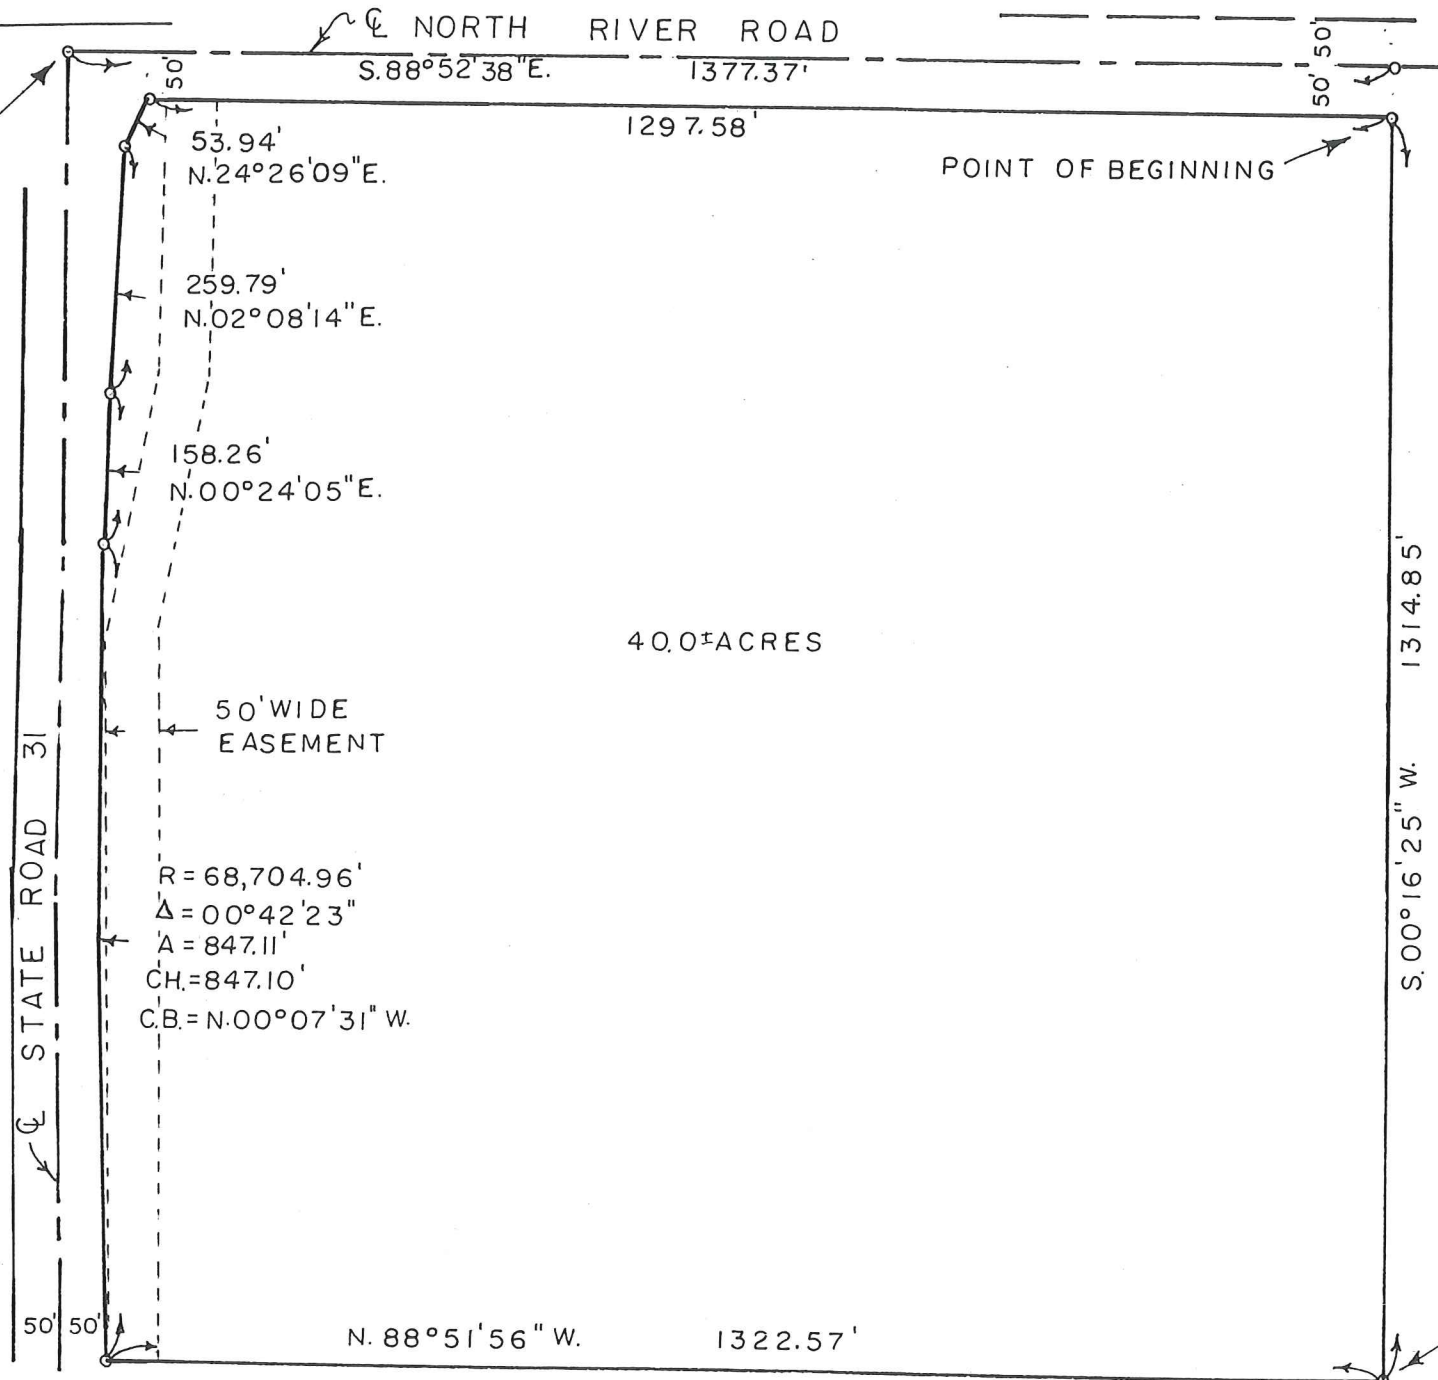 ℄ NORTH RIVER ROAD
S.88°52'38"E. 1377.37'
50'
50' 50'
1297.58'
53.94'
N.24°26'09"E.
POINT OF BEGINNING
259.79'
N.02°08'14"E.
158.26'
N.00°24'05"E.
40.0±ACRES
1314.85'
S.00°16'25"W.
50'WIDE
EASEMENT
℄ STATE ROAD 31
R=68,704.96'
Δ=00°42'23"
A=847.11'
CH.=847.10'
C.B.=N.00°07'31"W.
50' 50'
N.88°51'56"W. 1322.57'